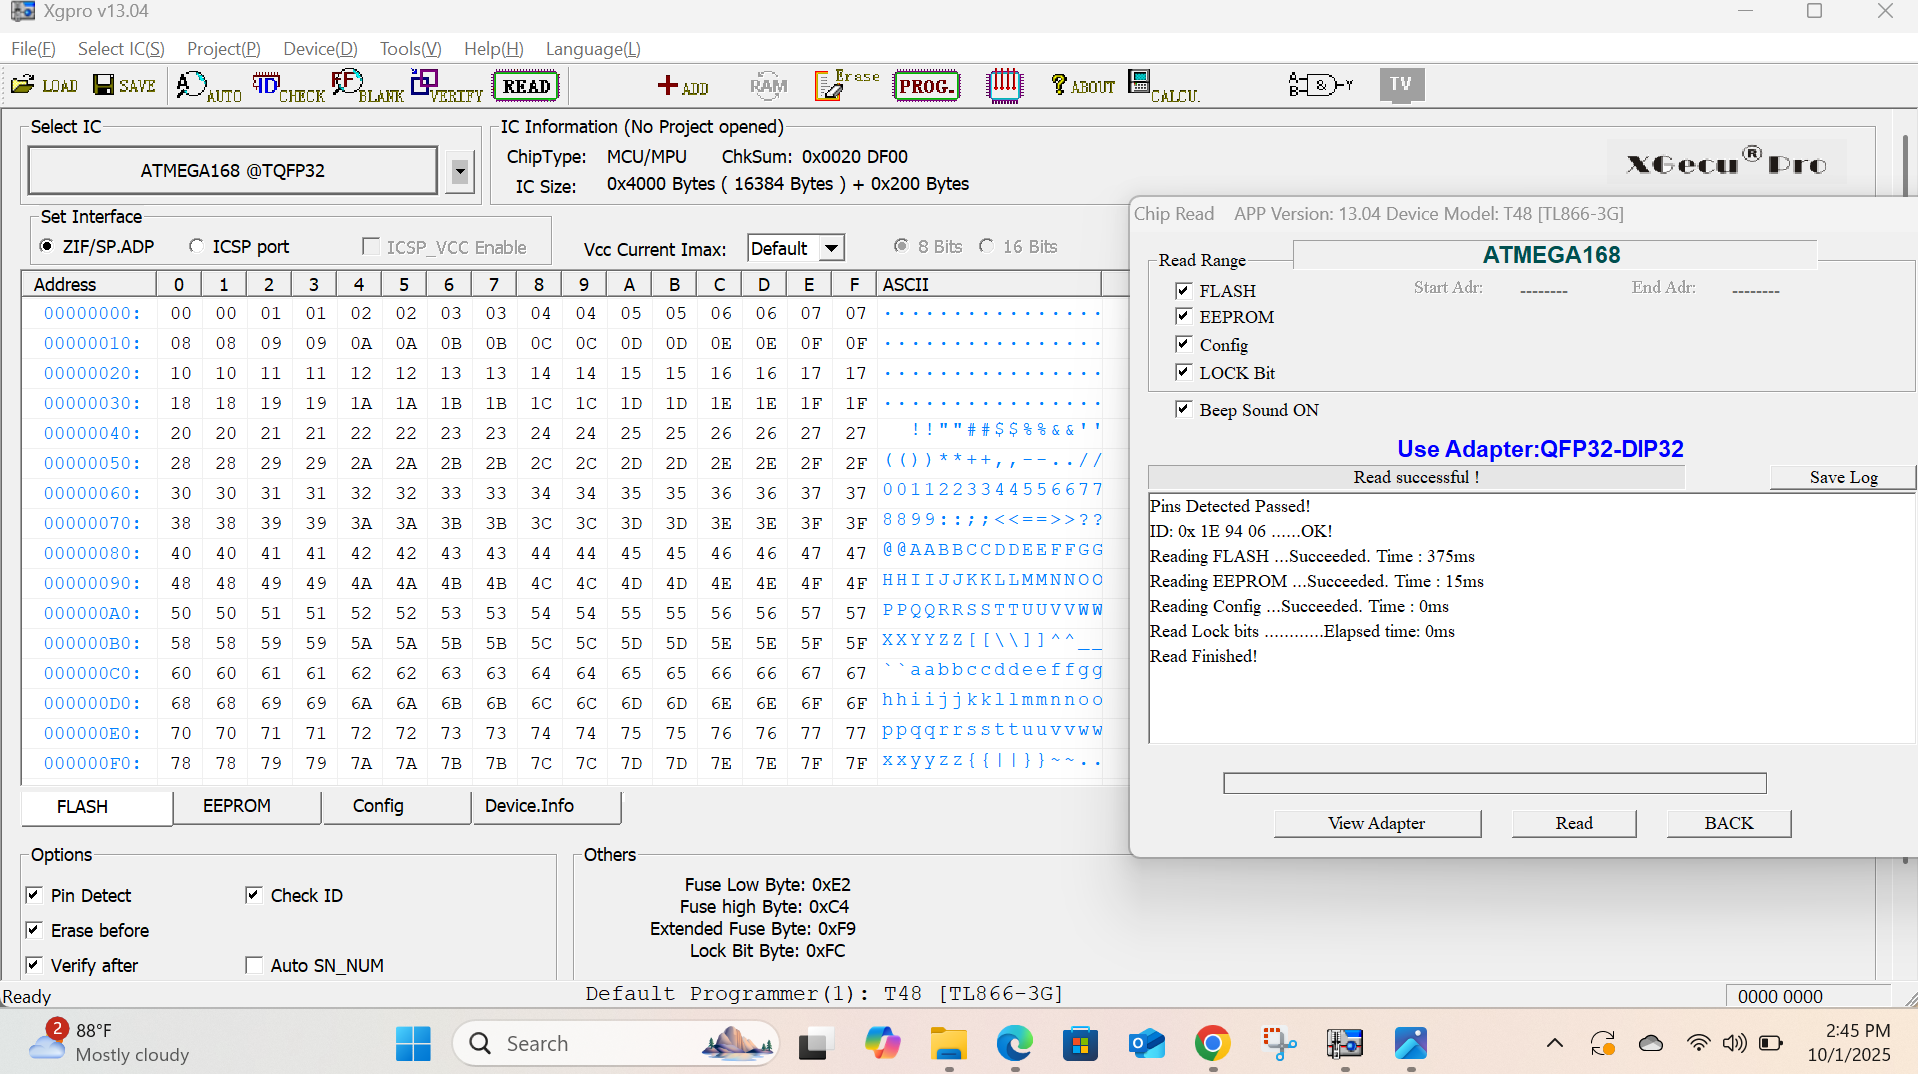 Xgpro v13.04
File(F) Select IC(S) Project(P) Device(D) Tools(V) Help(H) Language(L)
LOAD SAVE AUTO CHECK BLANK VERIFY READ ADD RAM Erase PROG. ABOUT CALCU. TV
Select IC
ATMEGA168 @TQFP32
IC Information (No Project opened)
ChipType: MCU/MPU ChkSum: 0x0020 DF00
IC Size: 0x4000 Bytes ( 16384 Bytes ) + 0x200 Bytes
XGecu® Pro
Set Interface
ZIF/SP.ADP ICSP port ICSP_VCC Enable
Vcc Current Imax: Default 8 Bits 16 Bits
Address 0 1 2 3 4 5 6 7 8 9 A B C D E F ASCII
00000000: 00 00 01 01 02 02 03 03 04 04 05 05 06 06 07 07 ................
00000010: 08 08 09 09 0A 0A 0B 0B 0C 0C 0D 0D 0E 0E 0F 0F ................
00000020: 10 10 11 11 12 12 13 13 14 14 15 15 16 16 17 17 ................
00000030: 18 18 19 19 1A 1A 1B 1B 1C 1C 1D 1D 1E 1E 1F 1F ................
00000040: 20 20 21 21 22 22 23 23 24 24 25 25 26 26 27 27 !!""##$$%%&&''
00000050: 28 28 29 29 2A 2A 2B 2B 2C 2C 2D 2D 2E 2E 2F 2F (())**++,,--..//
00000060: 30 30 31 31 32 32 33 33 34 34 35 35 36 36 37 37 0011223344556677
00000070: 38 38 39 39 3A 3A 3B 3B 3C 3C 3D 3D 3E 3E 3F 3F 8899::;;<<==>>??
00000080: 40 40 41 41 42 42 43 43 44 44 45 45 46 46 47 47 @@AABBCCDDEEFFGG
00000090: 48 48 49 49 4A 4A 4B 4B 4C 4C 4D 4D 4E 4E 4F 4F HHIIJJKKLLMMNNOO
000000A0: 50 50 51 51 52 52 53 53 54 54 55 55 56 56 57 57 PPQQRRSSTTUUVVWW
000000B0: 58 58 59 59 5A 5A 5B 5B 5C 5C 5D 5D 5E 5E 5F 5F XXYYZZ[[\\]]^^__
000000C0: 60 60 61 61 62 62 63 63 64 64 65 65 66 66 67 67 ``aabbccddeeffgg
000000D0: 68 68 69 69 6A 6A 6B 6B 6C 6C 6D 6D 6E 6E 6F 6F hhiijjkkllmmnnoo
000000E0: 70 70 71 71 72 72 73 73 74 74 75 75 76 76 77 77 ppqqrrssttuuvvww
000000F0: 78 78 79 79 7A 7A 7B 7B 7C 7C 7D 7D 7E 7E 7F 7F xxyyzz{{||}}~~..
FLASH EEPROM Config Device.Info
Options
Pin Detect Check ID
Erase before
Verify after Auto SN_NUM
Others
Fuse Low Byte: 0xE2
Fuse high Byte: 0xC4
Extended Fuse Byte: 0xF9
Lock Bit Byte: 0xFC
Chip Read APP Version: 13.04 Device Model: T48 [TL866-3G]
Read Range
ATMEGA168
FLASH Start Adr: -------- End Adr: --------
EEPROM
Config
LOCK Bit
Beep Sound ON
Use Adapter:QFP32-DIP32
Read successful !
Save Log
Pins Detected Passed!
ID: 0x 1E 94 06 ......OK!
Reading FLASH ...Succeeded. Time : 375ms
Reading EEPROM ...Succeeded. Time : 15ms
Reading Config ...Succeeded. Time : 0ms
Read Lock bits ............Elapsed time: 0ms
Read Finished!
View Adapter Read BACK
Ready
Default Programmer(1): T48 [TL866-3G]
0000 0000
2
88°F
Mostly cloudy
Search
2:45 PM
10/1/2025